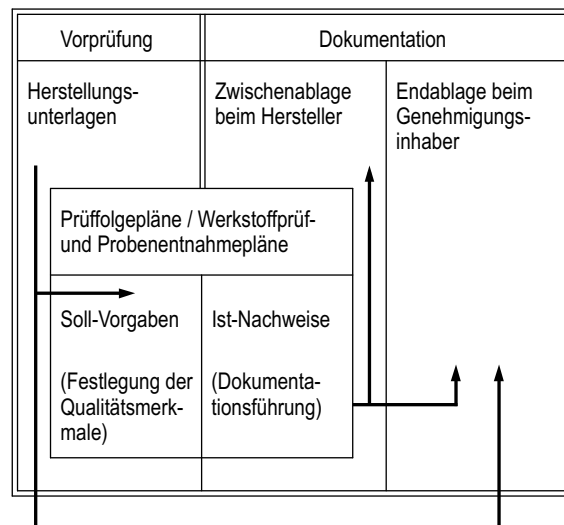 Vorprüfung
Dokumentation
Herstellungs-
unterlagen
Zwischenablage
beim Hersteller
Endablage beim
Genehmigungs-
inhaber
Prüffolgepläne / Werkstoffprüf-
und Probenentnahmepläne
Soll-Vorgaben
(Festlegung der
Qualitätsmerk-
male)
Ist-Nachweise
(Dokumenta-
tionsführung)